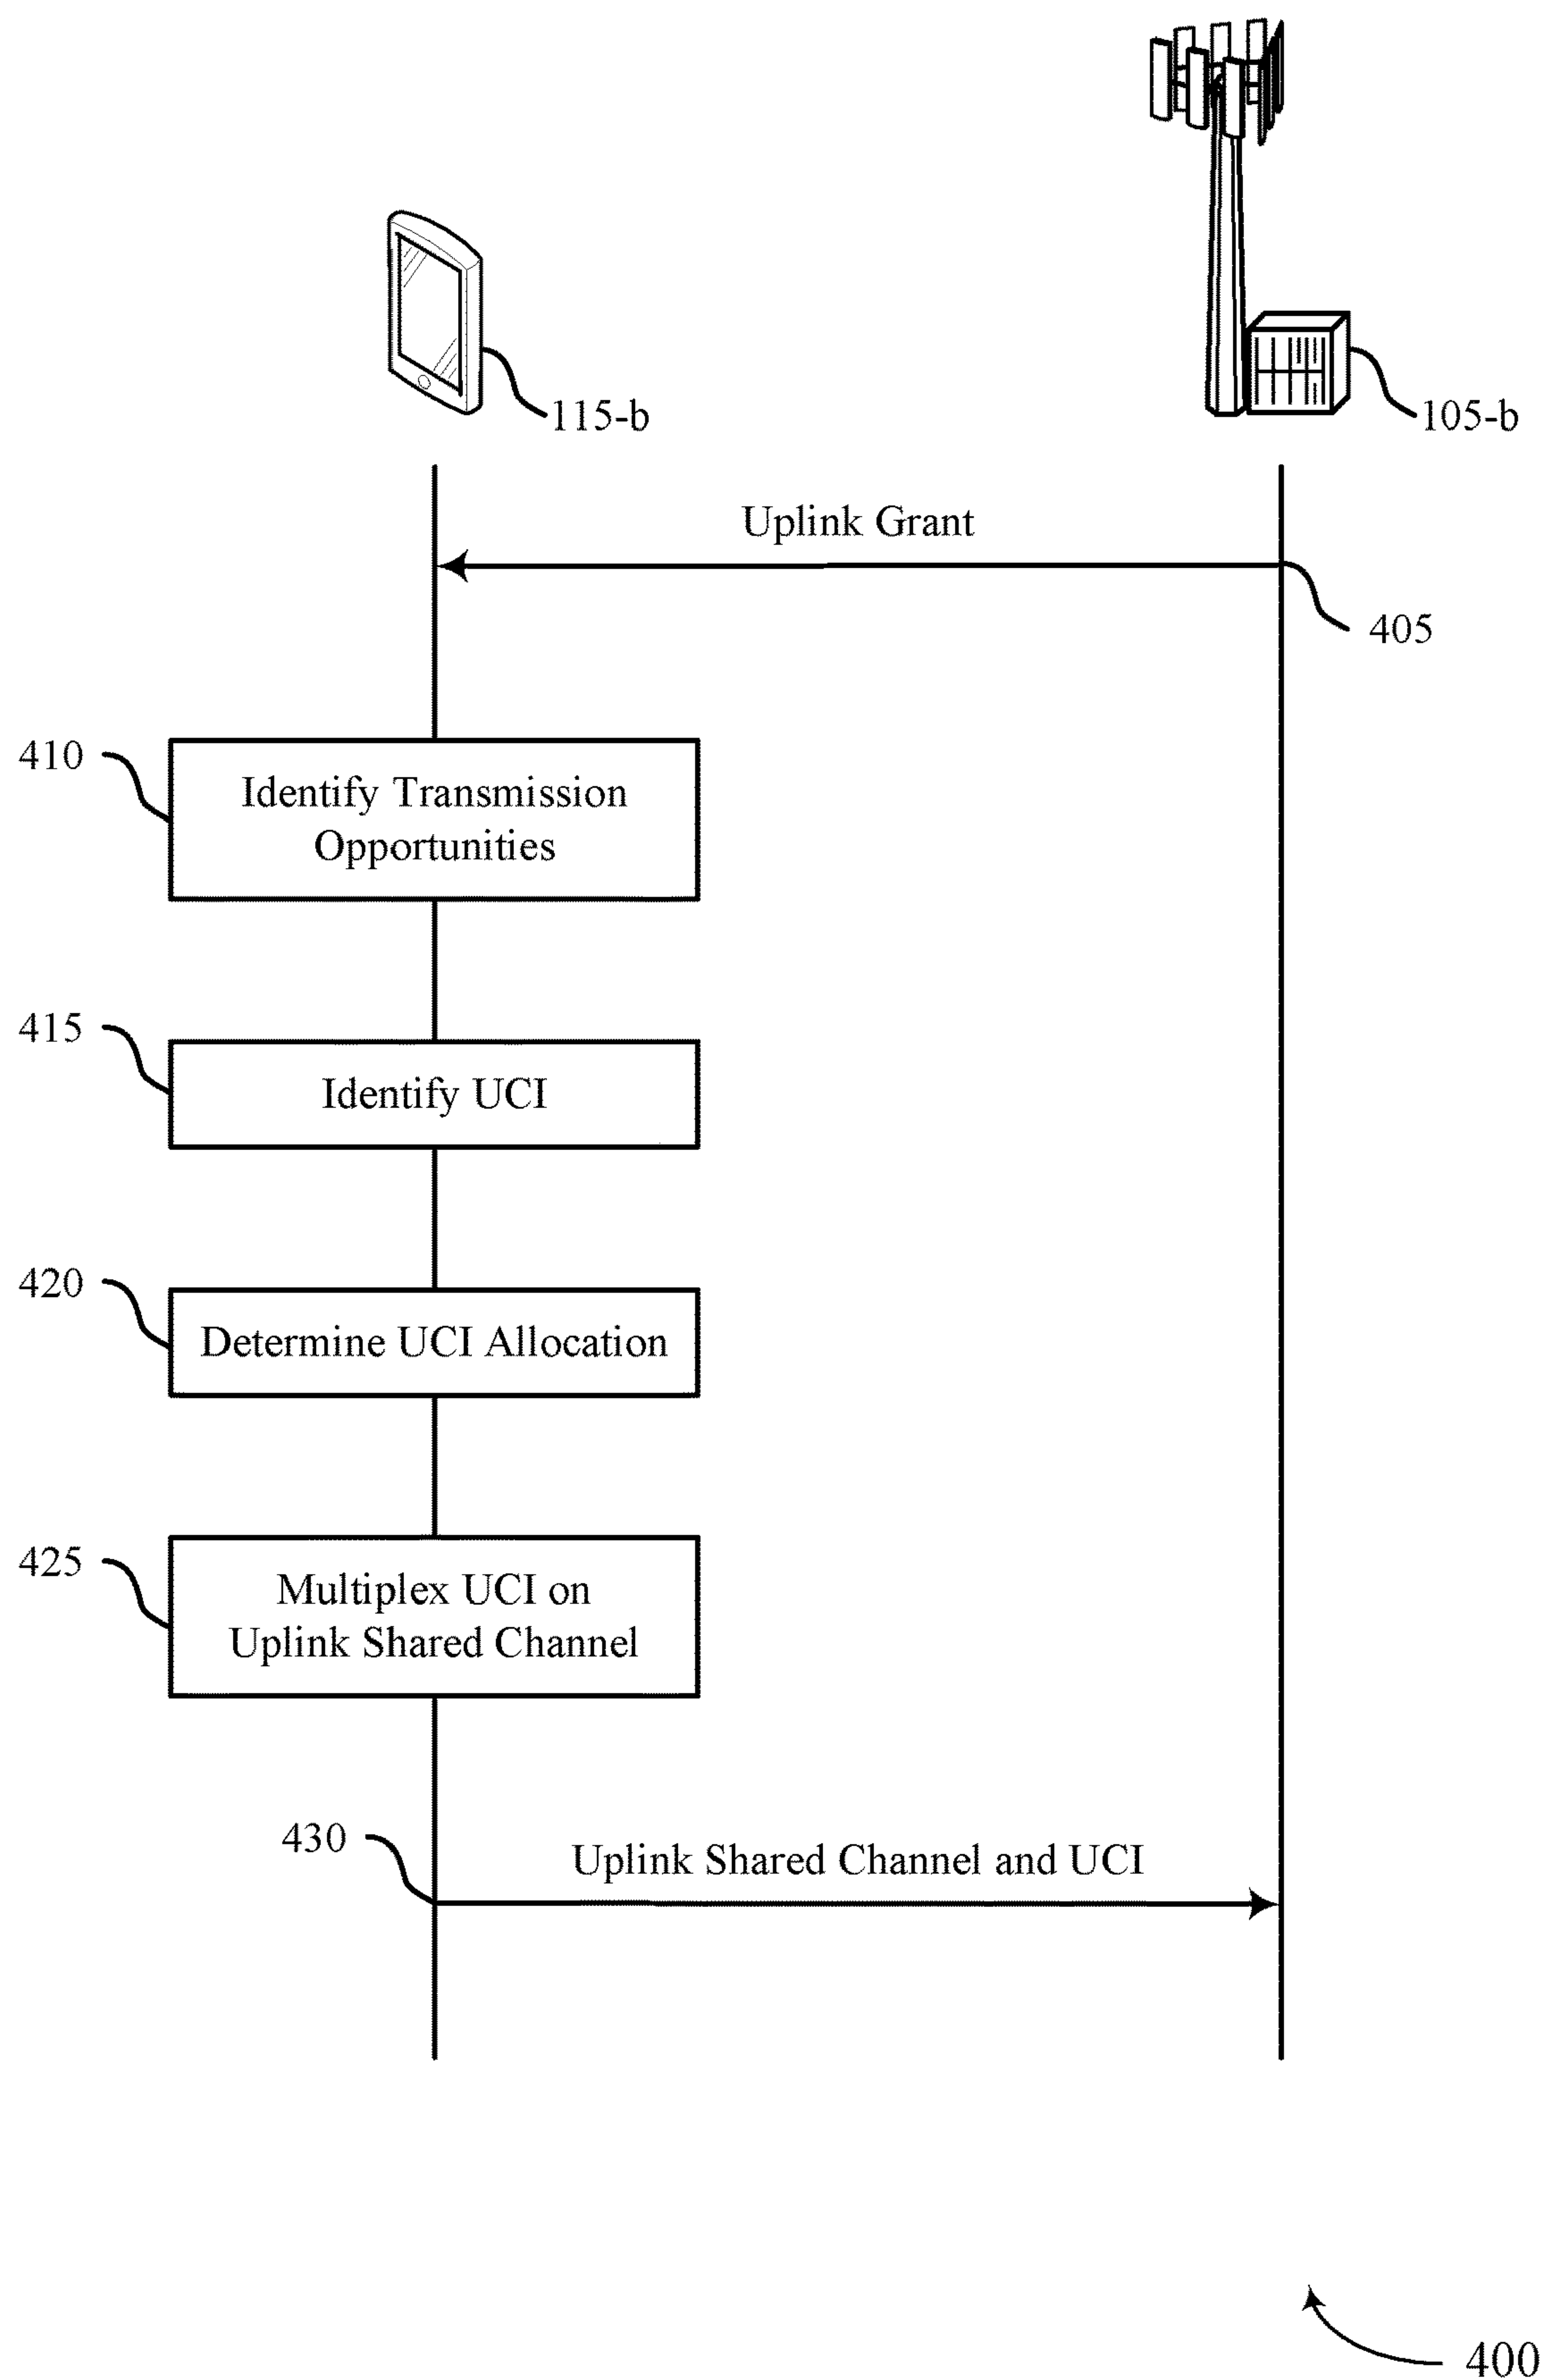 115-b
105-b
Uplink Grant
405
410
Identify Transmission
Opportunities
415
Identify UCI
420
Determine UCI Allocation
425
Multiplex UCI on
Uplink Shared Channel
430
Uplink Shared Channel and UCI
400